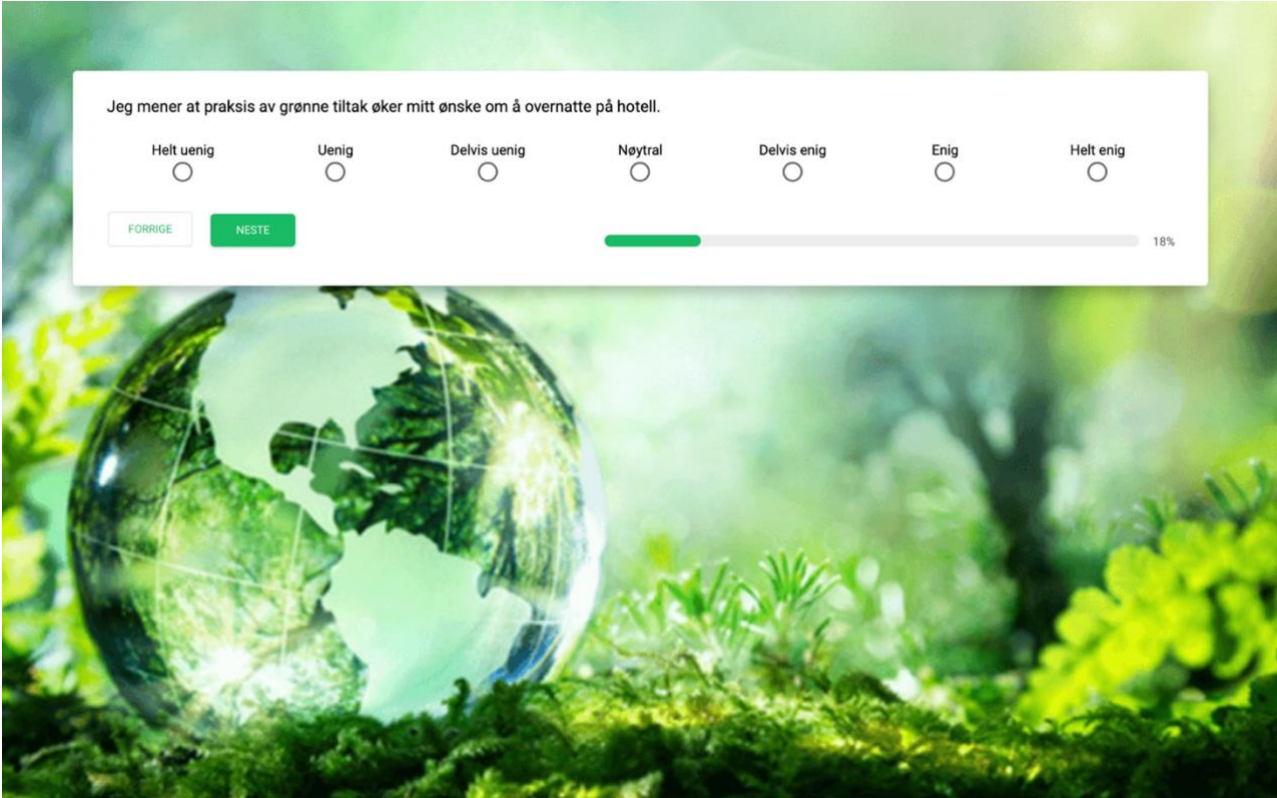 Jeg mener at praksis av grønne tiltak øker mitt ønske om å overnatte på hotell.
Helt uenig Uenig Delvis uenig Nøytral Delvis enig Enig Helt enig
FORRIGE NESTE 18%